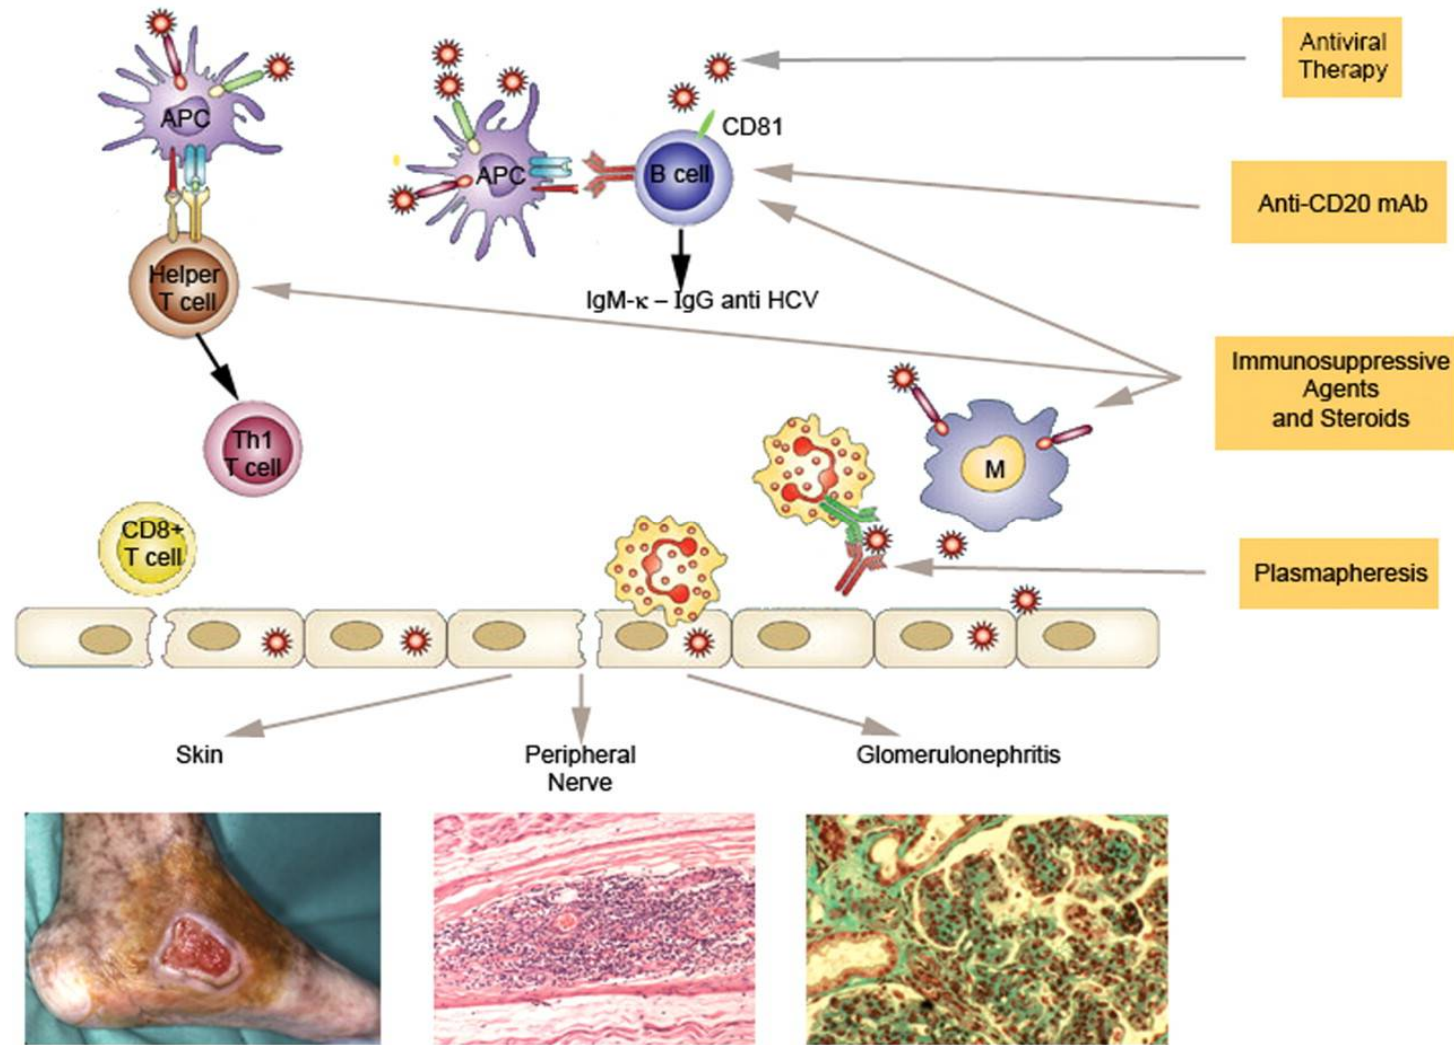 Antiviral
Therapy
APC
CD81
APC
B cell
Anti-CD20 mAb
Helper
T cell
IgM-κ – IgG anti HCV
Immunosuppressive
Agents
and Steroids
Th1
T cell
M
CD8+
T cell
Plasmapheresis
Skin
Peripheral
Nerve
Glomerulonephritis